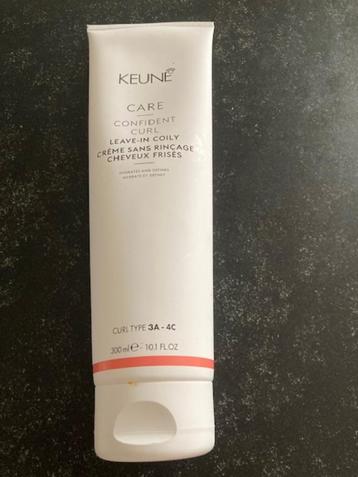 KEUNE
CARE
CONFIDENT
CURL
LEAVE-IN COILY
CRÈME SANS RINÇAGE
CHEVEUX FRISÉS
HYDRATES AND DEFINES
HYDRATE ET DÉFINIT
CURL TYPE 3A - 4C
300 ml ℮ - 10.1 FL.OZ